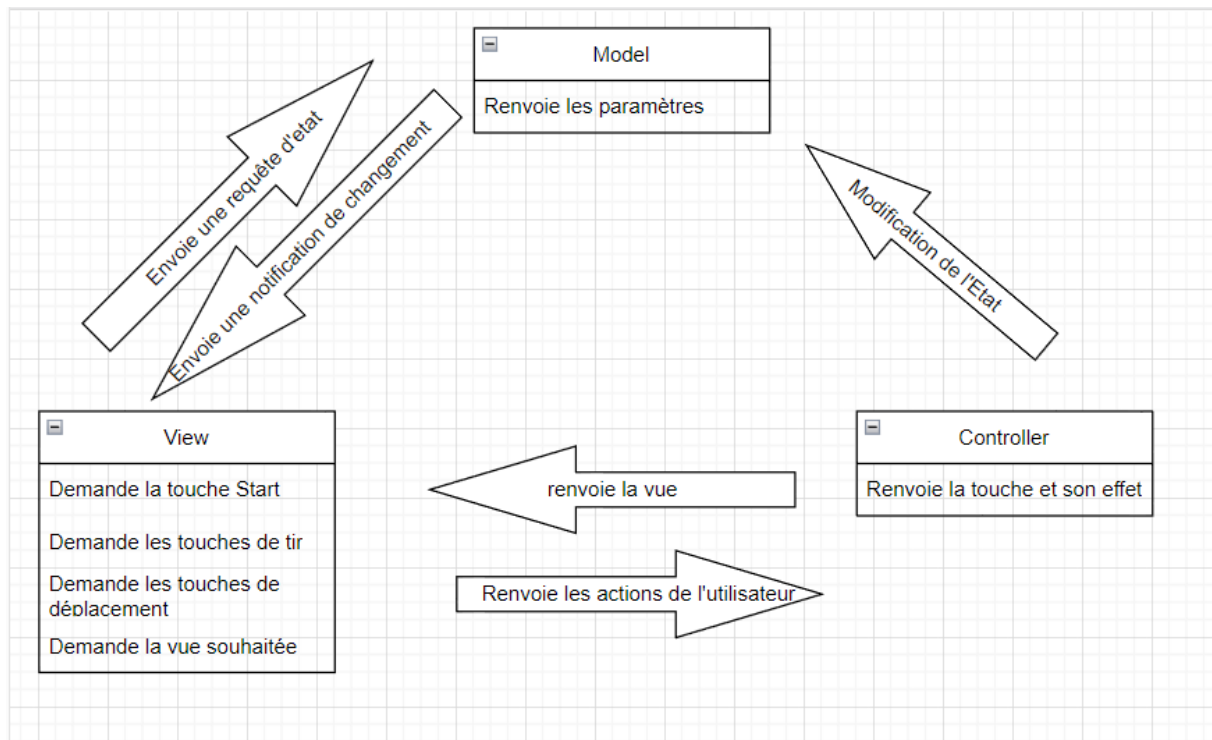 Model
Renvoie les paramètres
Envoie une requête d'etat
Envoie une notification de changement
Modification de l'Etat
View
Demande la touche Start
Demande les touches de tir
Demande les touches de
déplacement
Demande la vue souhaitée
renvoie la vue
Renvoie les actions de l'utilisateur
Controller
Renvoie la touche et son effet